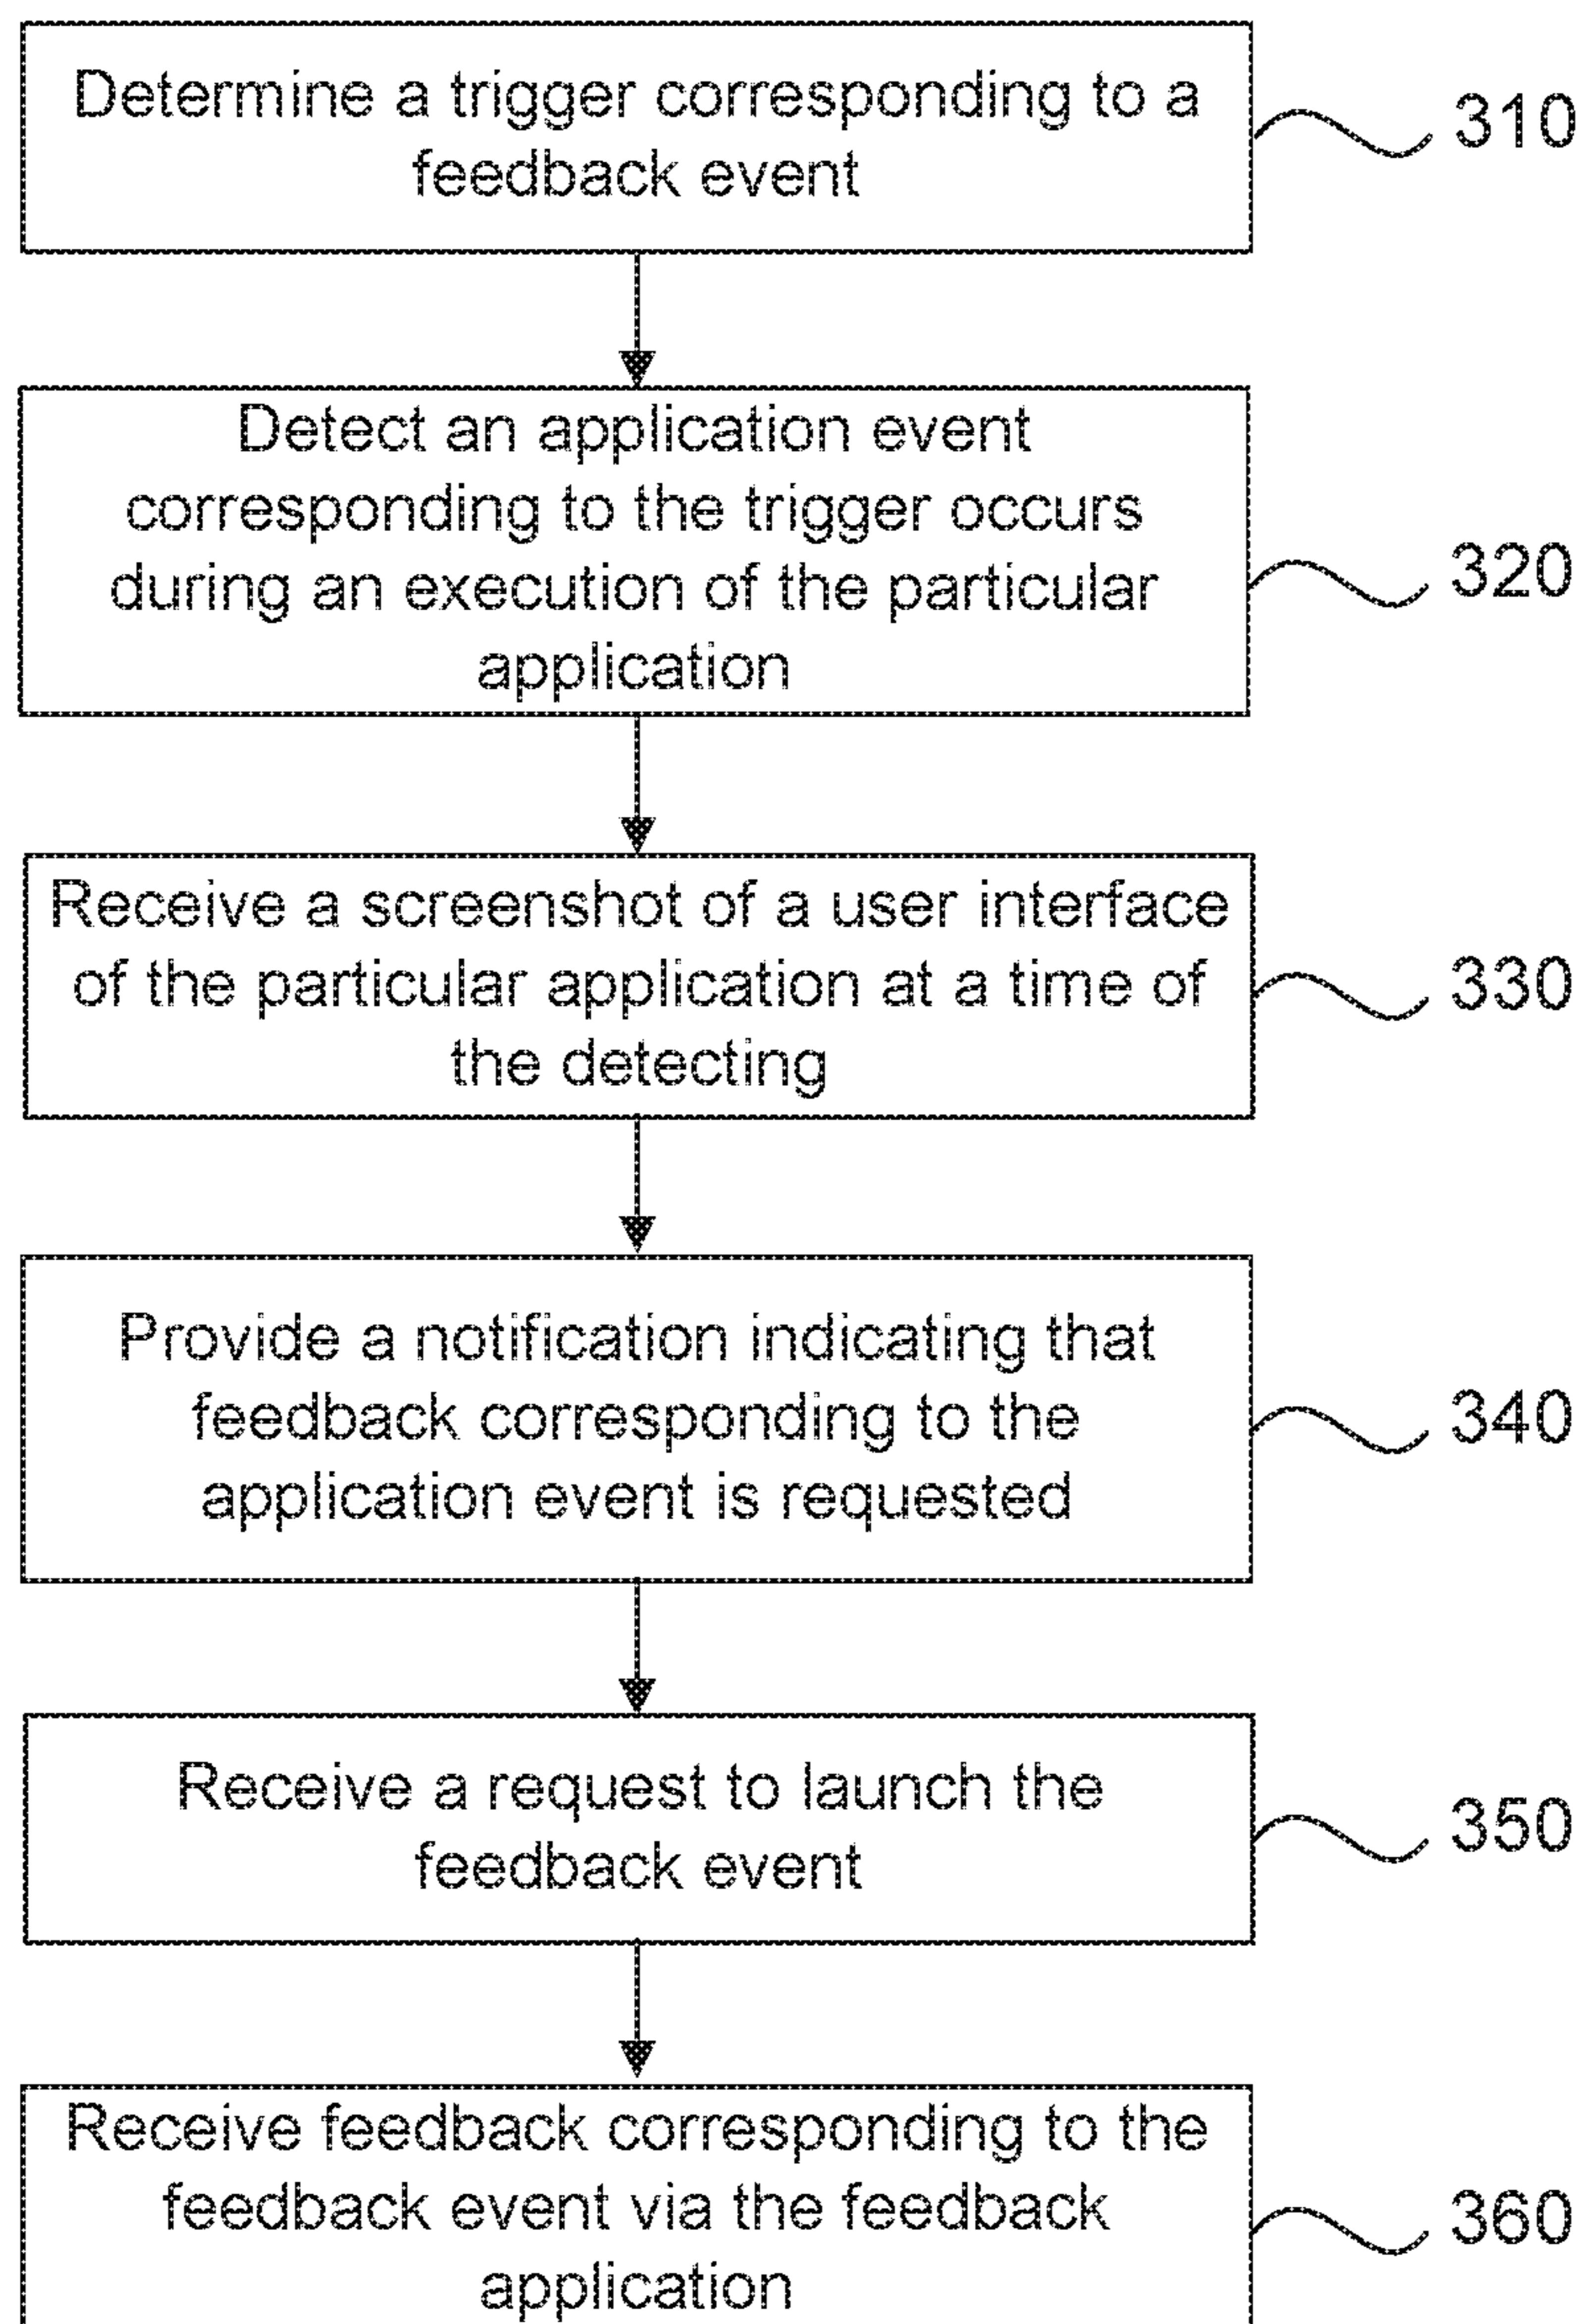 Determine a trigger corresponding to a
feedback event
310
Detect an application event
corresponding to the trigger occurs
during an execution of the particular
application
320
Receive a screenshot of a user interface
of the particular application at a time of
the detecting
330
Provide a notification indicating that
feedback corresponding to the
application event is requested
340
Receive a request to launch the
feedback event
350
Receive feedback corresponding to the
feedback event via the feedback
application
360